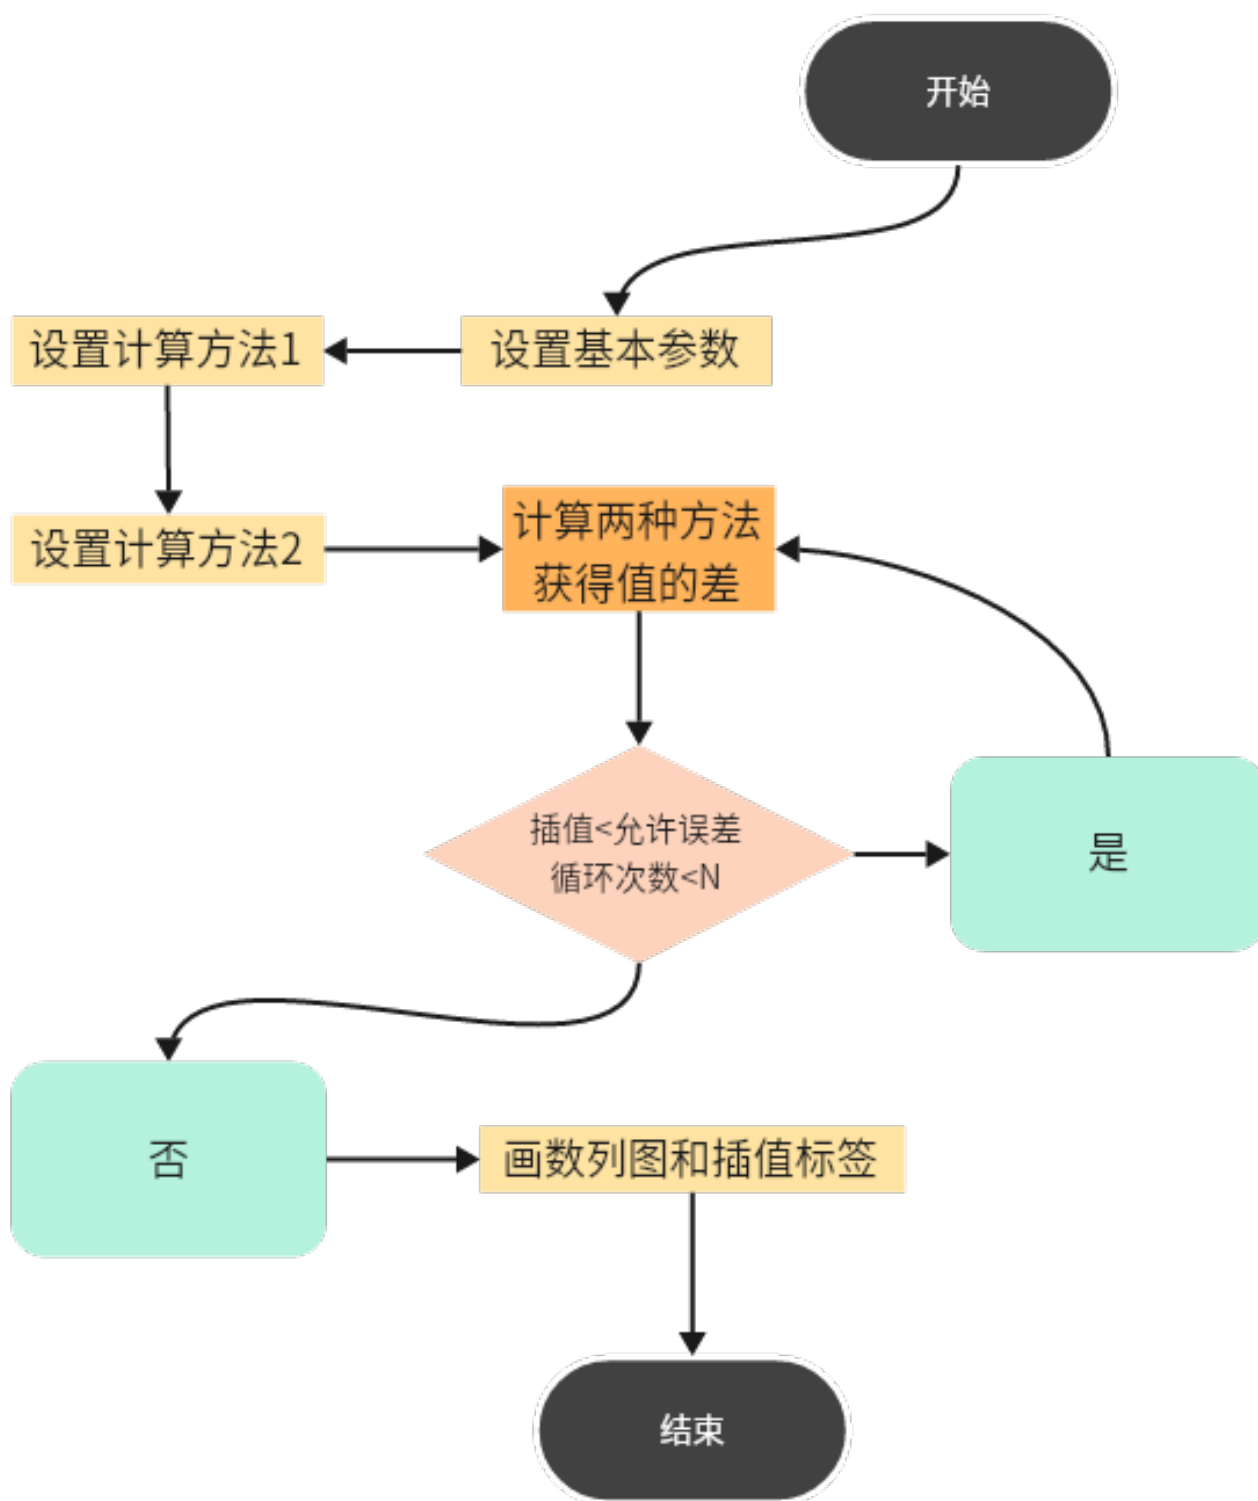 开始
设置基本参数
设置计算方法1
设置计算方法2
计算两种方法
获得值的差
插值<允许误差
循环次数<N
是
否
画数列图和插值标签
结束